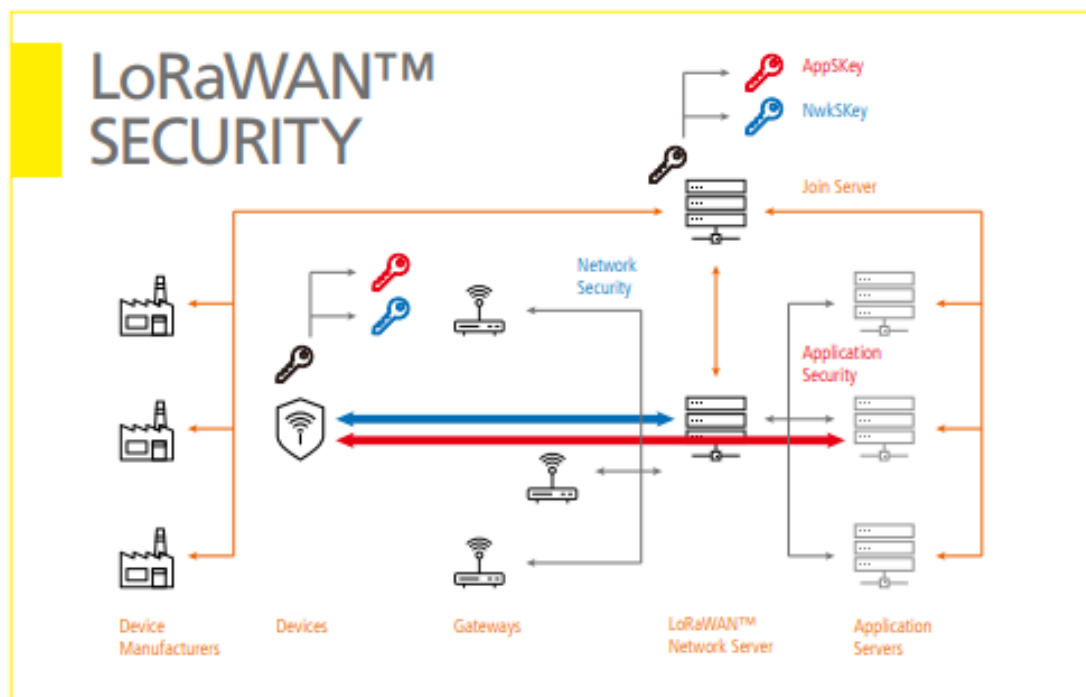 LoRaWAN™
SECURITY
AppSKey
NwkSKey
Join Server
Network
Security
Application
Security
Device
Manufacturers
Devices
Gateways
LoRaWAN™
Network Server
Application
Servers